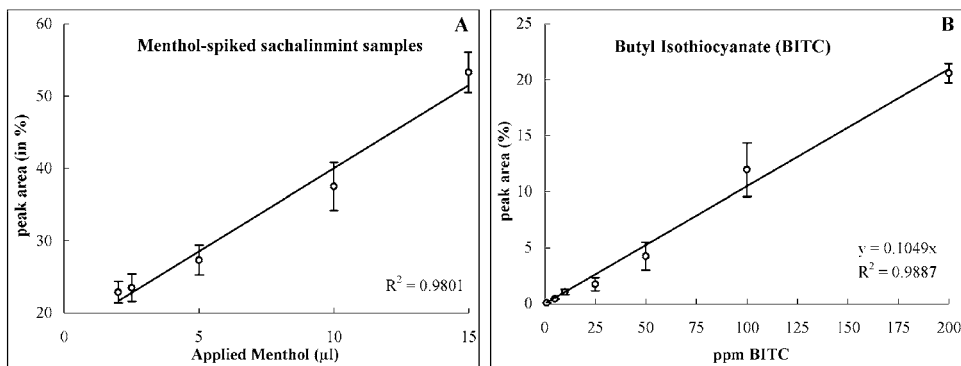 A
Menthol-spiked sachalinmint samples
peak area (in %)
60
50
40
30
20
R² = 0.9801
0 5 10 15
Applied Menthol (µl)
B
Butyl Isothiocyanate (BITC)
peak area (%)
25
20
15
10
5
0
y = 0.1049x
R² = 0.9887
0 25 50 75 100 125 150 175 200
ppm BITC